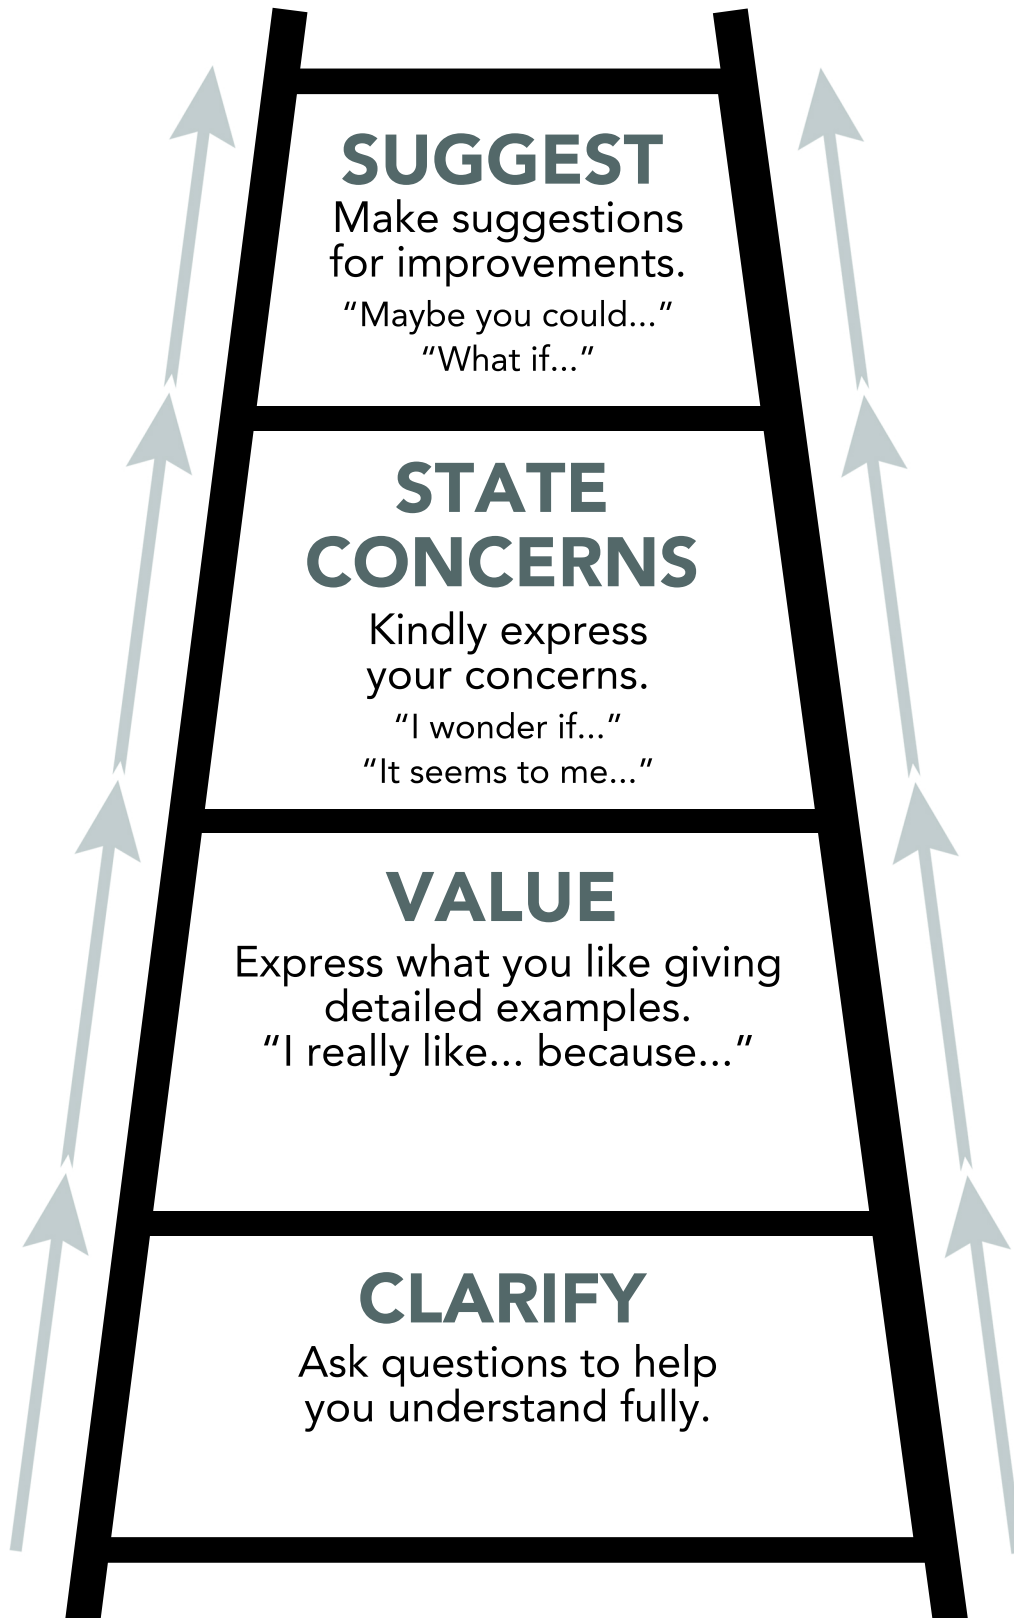 SUGGEST
Make suggestions
for improvements.
“Maybe you could...”
“What if...”
STATE
CONCERNS
Kindly express
your concerns.
“I wonder if...”
“It seems to me...”
VALUE
Express what you like giving
detailed examples.
“I really like... because...”
CLARIFY
Ask questions to help
you understand fully.